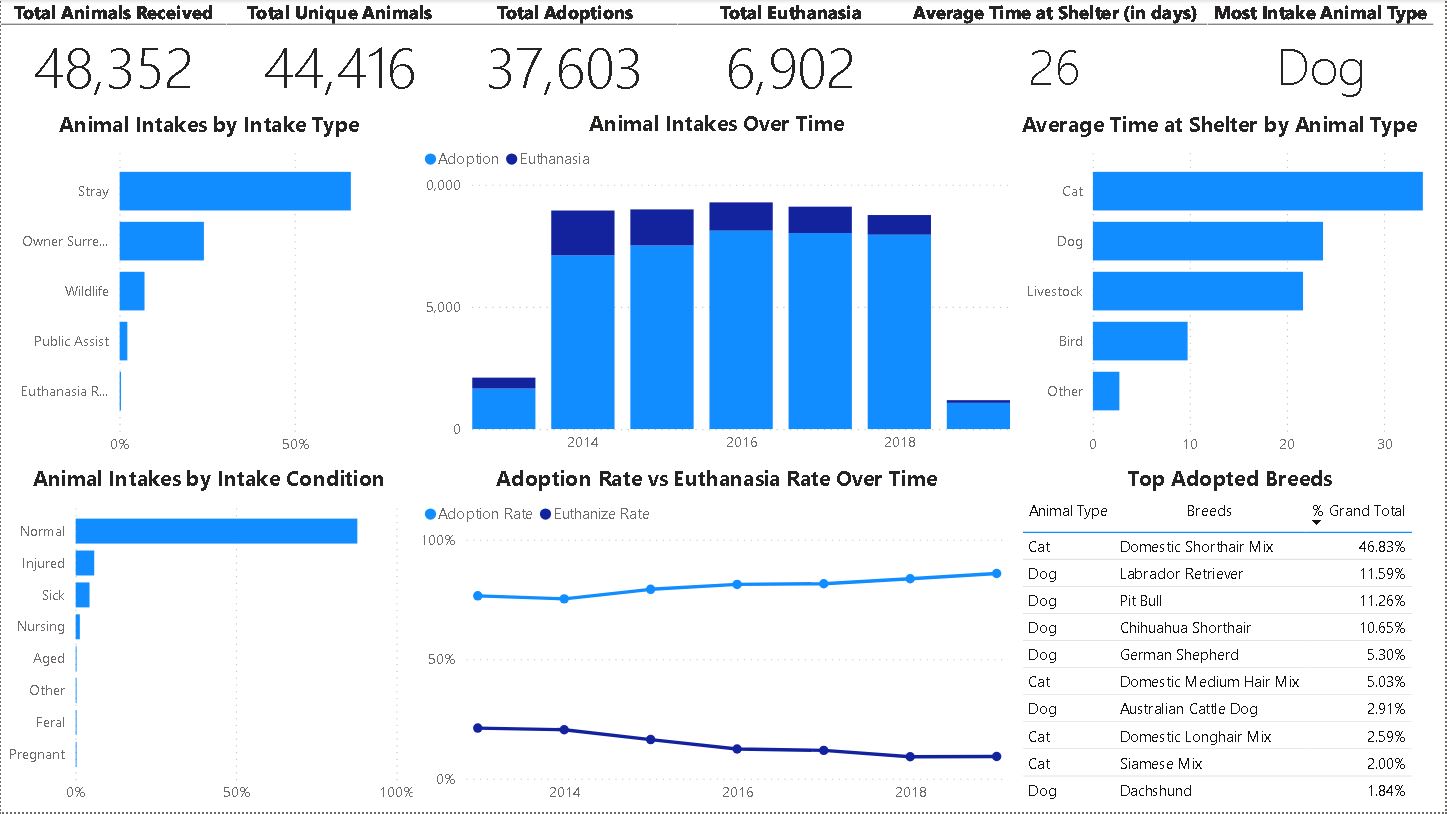 Total Animals Received
Total Unique Animals
Total Adoptions
Total Euthanasia
Average Time at Shelter (in days)
Most Intake Animal Type
48,352
44,416
37,603
6,902
26
Dog
Animal Intakes by Intake Type
Stray
Owner Surre...
Wildlife
Public Assist
Euthanasia R...
0%
50%
Animal Intakes Over Time
Adoption
Euthanasia
0,000
5,000
0
2014
2016
2018
Average Time at Shelter by Animal Type
Cat
Dog
Livestock
Bird
Other
0
10
20
30
Animal Intakes by Intake Condition
Normal
Injured
Sick
Nursing
Aged
Other
Feral
Pregnant
0%
50%
100%
Adoption Rate vs Euthanasia Rate Over Time
Adoption Rate
Euthanize Rate
100%
50%
0%
2014
2016
2018
Top Adopted Breeds
Animal Type Breeds % Grand Total
Cat Domestic Shorthair Mix 46.83%
Dog Labrador Retriever 11.59%
Dog Pit Bull 11.26%
Dog Chihuahua Shorthair 10.65%
Dog German Shepherd 5.30%
Cat Domestic Medium Hair Mix 5.03%
Dog Australian Cattle Dog 2.91%
Cat Domestic Longhair Mix 2.59%
Cat Siamese Mix 2.00%
Dog Dachshund 1.84%